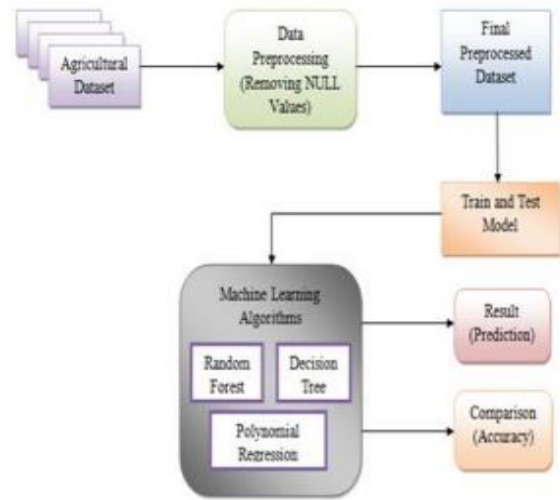 Agricultural
Dataset
Data
Preprocessing
(Removing NULL
Values)
Final
Preprocessed
Dataset
Train and Test
Model
Machine Learning
Algorithms
Random
Forest
Decision
Tree
Polynomial
Regression
Result
(Prediction)
Comparison
(Accuracy)